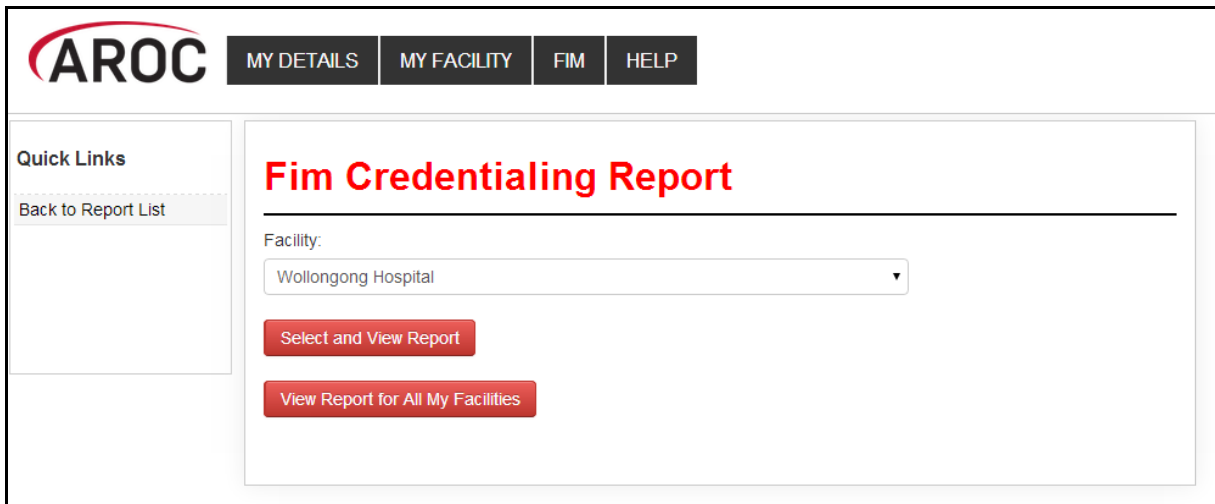 AROC MY DETAILS MY FACILITY FIM HELP
Quick Links
Back to Report List
Fim Credentialing Report
Facility:
Wollongong Hospital
Select and View Report
View Report for All My Facilities